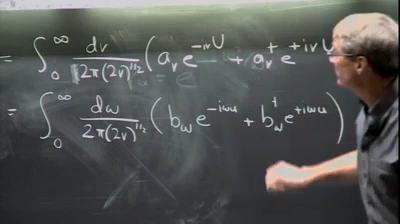 = ∫₀^∞ dν / 2π(2ν)^{1/2} (a_ν e^{-iνU} + a_ν^† e^{+iνU}
= ∫₀^∞ dω / 2π(2ν)^{1/2} (b_ω e^{-iωu} + b_ω^† e^{+iωu})